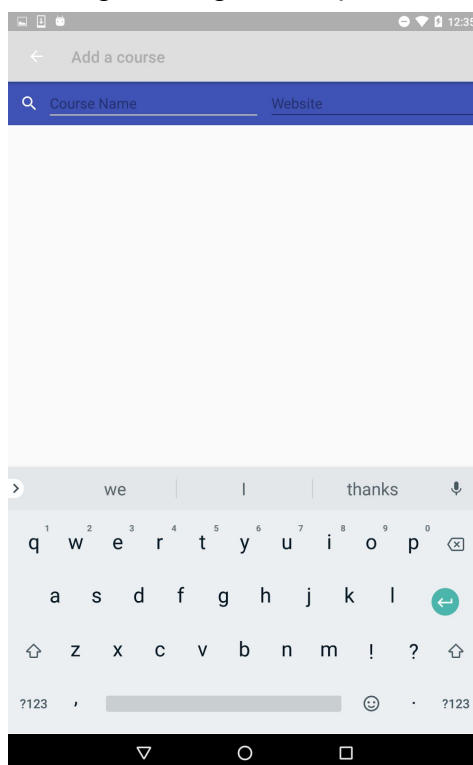 12:35
Add a course
Course Name Website
we I thanks
1 2 3 4 5 6 7 8 9 0
q w e r t y u i o p
a s d f g h j k l
z x c v b n m ! ?
?123 , . ?123